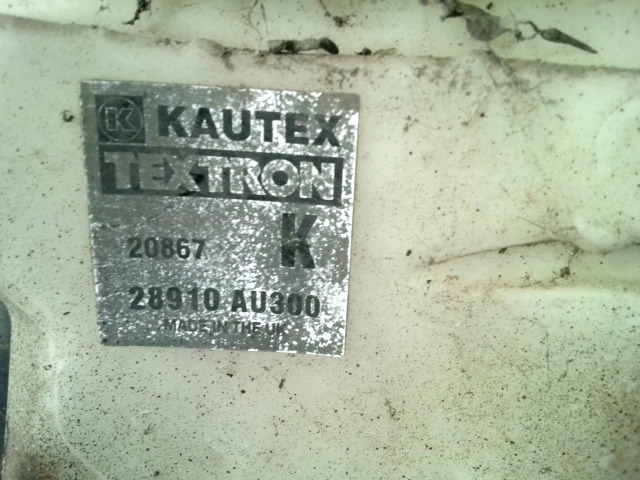 K KAUTEX
TEXTRON
K
20867
28910 AU300
MADE IN THE UK